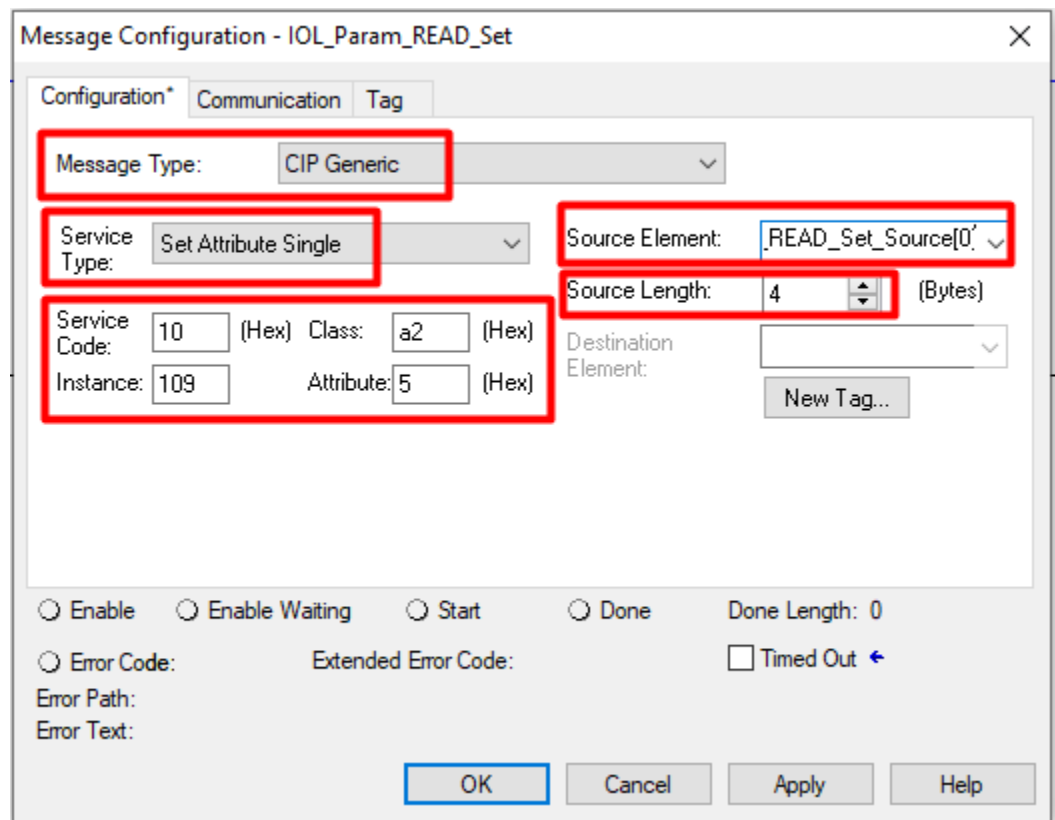 Message Configuration - IOL_Param_READ_Set
Configuration* Communication Tag
Message Type: CIP Generic
Service Type: Set Attribute Single
Source Element: _READ_Set_Source[0]
Source Length: 4 (Bytes)
Service Code: 10 (Hex) Class: a2 (Hex)
Instance: 109 Attribute: 5 (Hex)
Destination Element:
New Tag...
Enable Enable Waiting Start Done Done Length: 0
Error Code: Extended Error Code: Timed Out
Error Path:
Error Text:
OK Cancel Apply Help